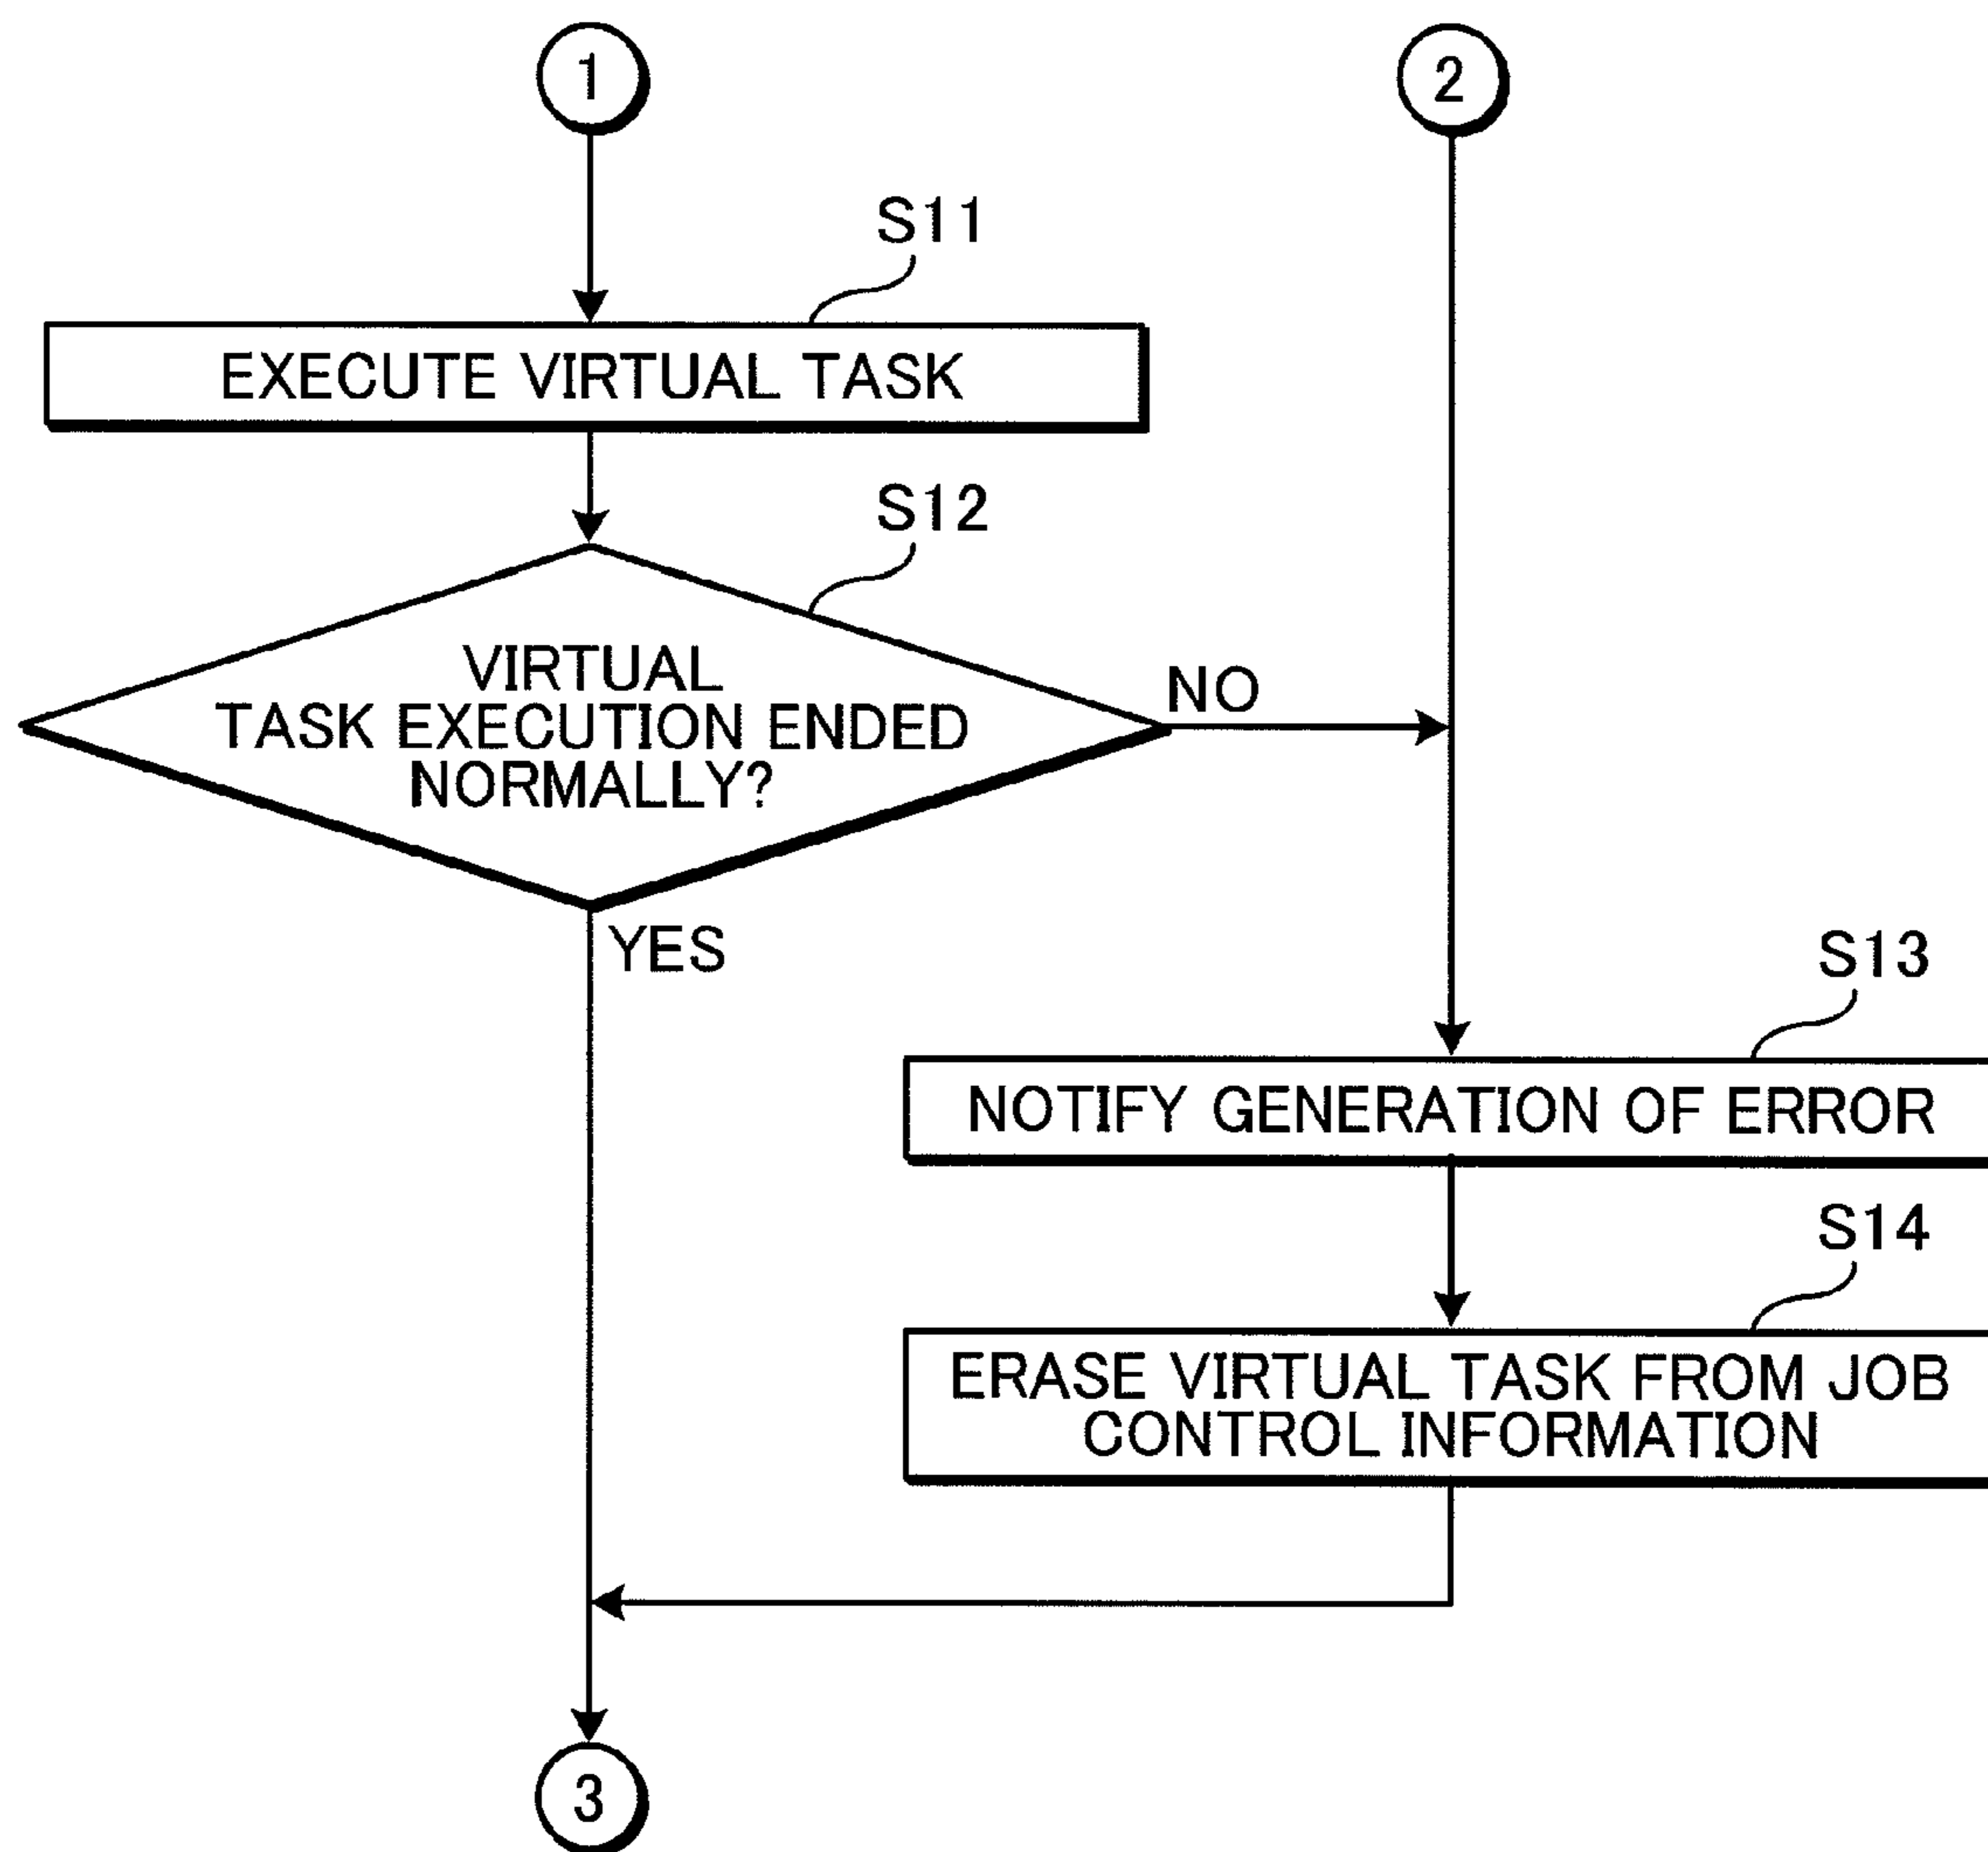 1
2
S11
EXECUTE VIRTUAL TASK
S12
VIRTUAL
TASK EXECUTION ENDED
NORMALLY?
NO
YES
S13
NOTIFY GENERATION OF ERROR
S14
ERASE VIRTUAL TASK FROM JOB
CONTROL INFORMATION
3